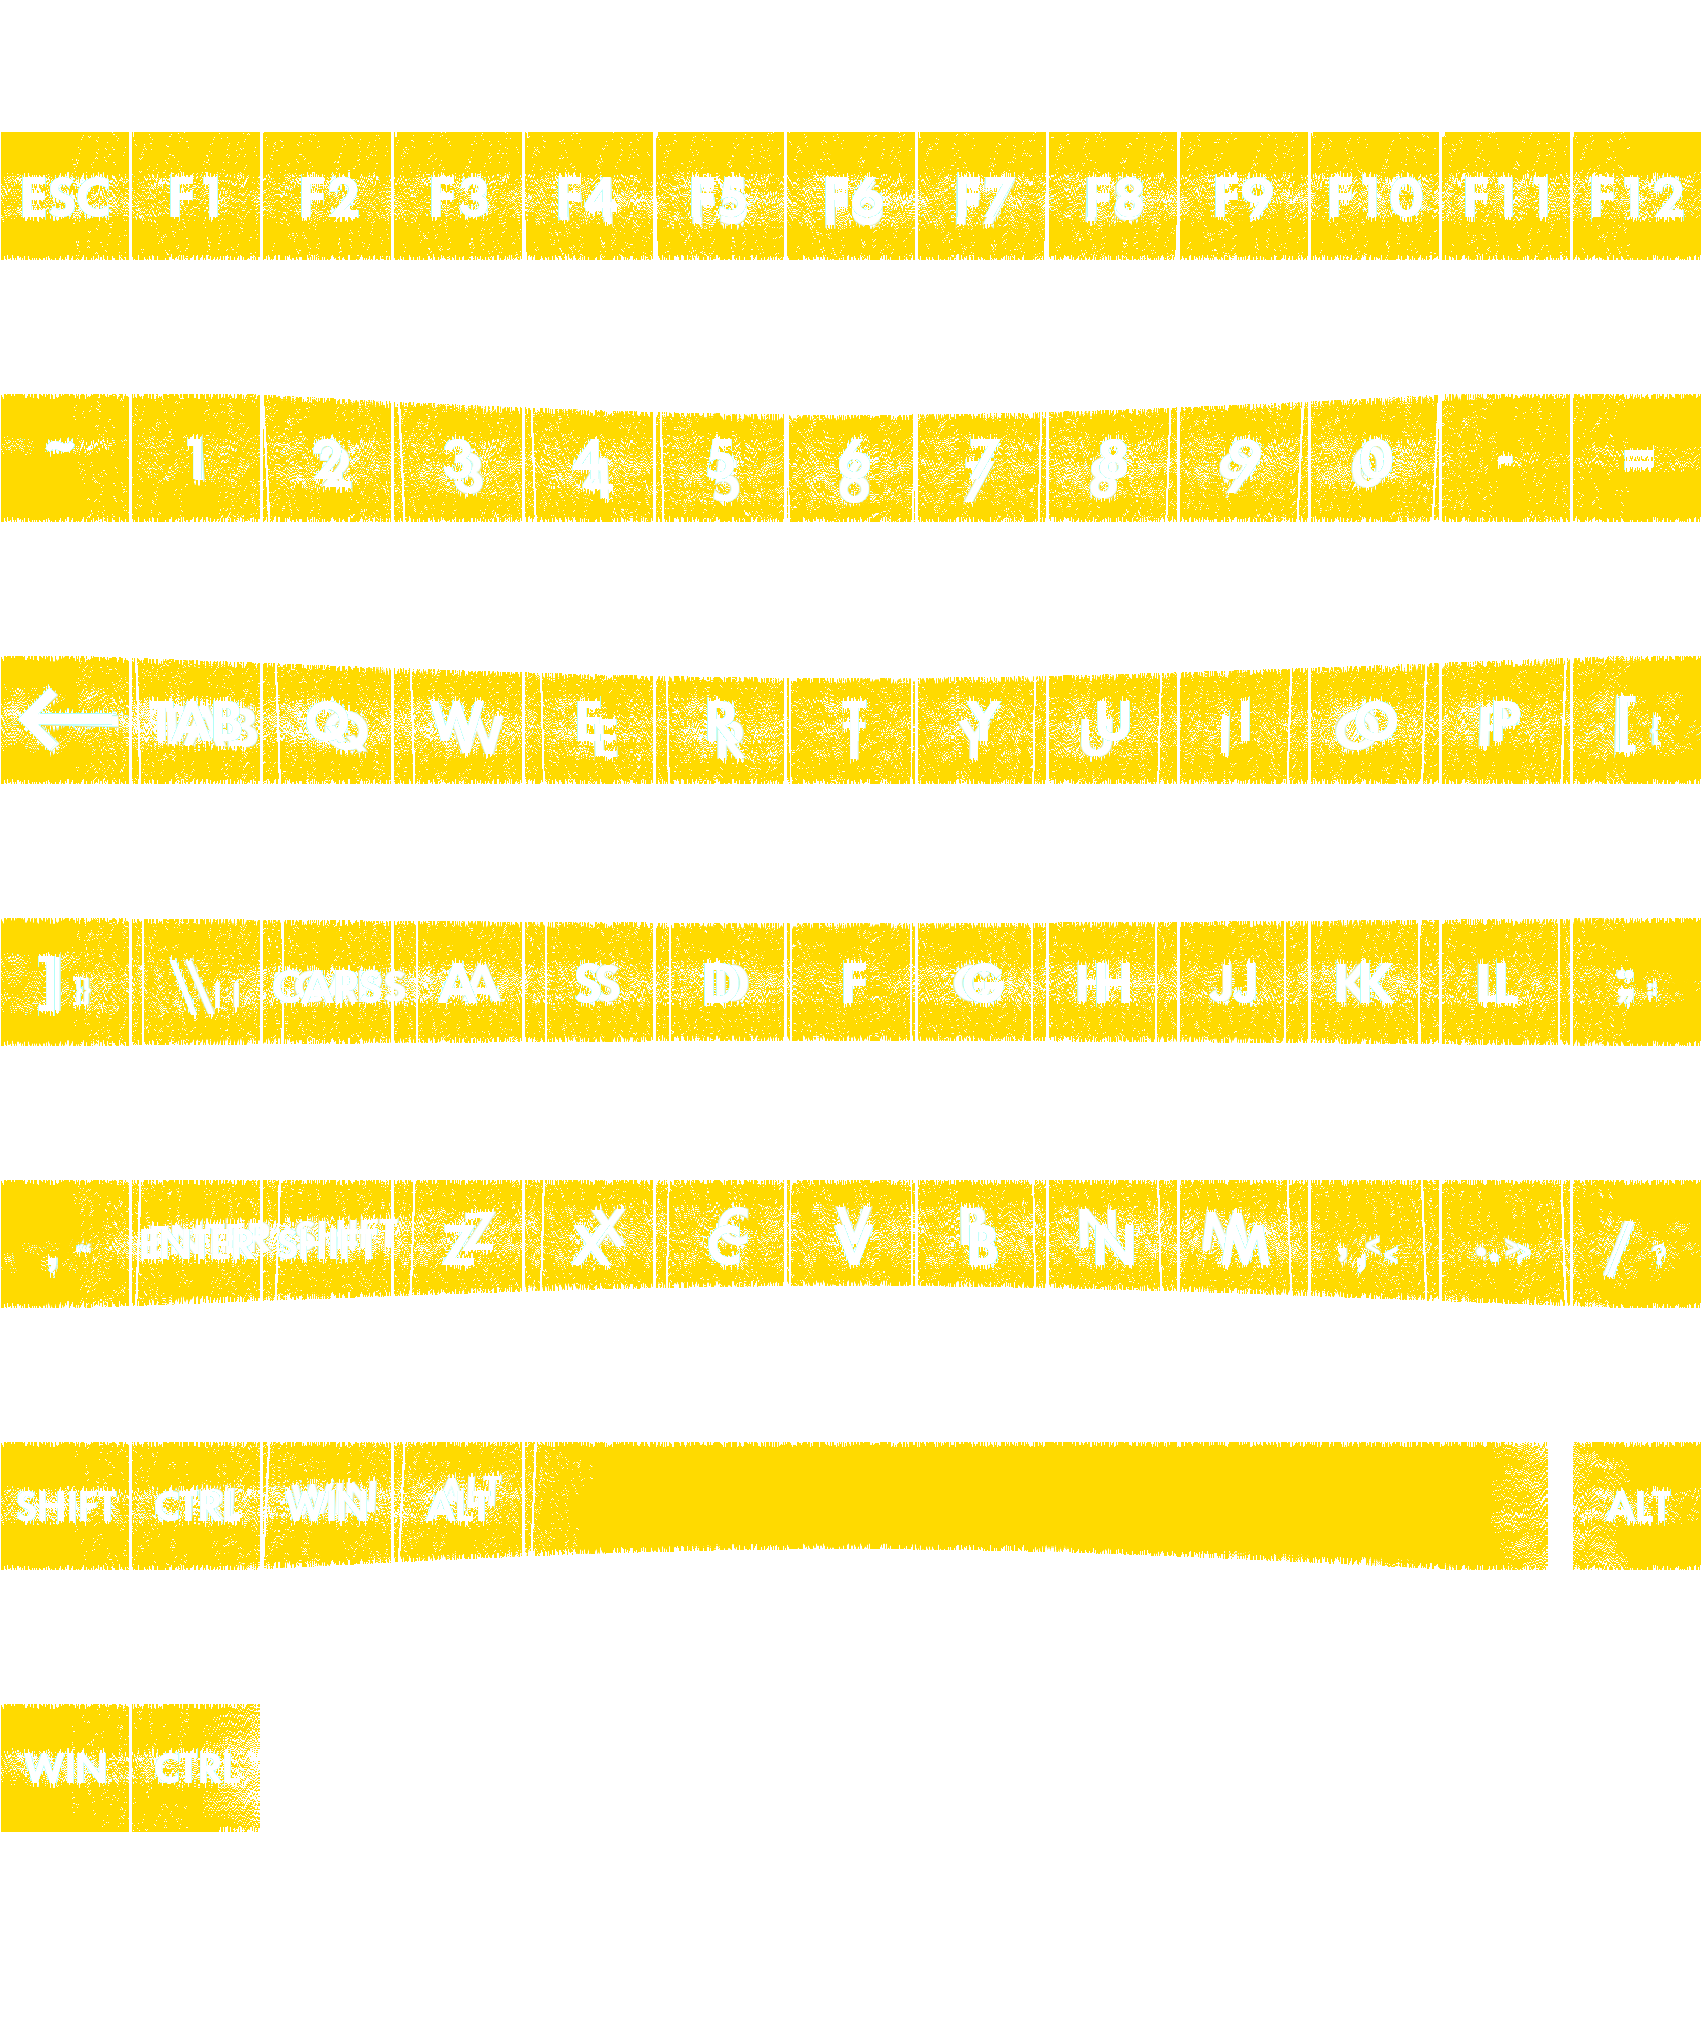 ESC F1 F2 F3 F4 F5 F6 F7 F8 F9 F10 F11 F12
~ 1 2 3 4 5 6 7 8 9 0 - =
← TAB Q W E R T Y U I O P [ {
] } \ | CAPS A S D F G H J K L ; :
, " ENTER SHIFT Z X C V B N M , < . > / ?
SHIFT CTRL WIN ALT ALT
WIN CTRL